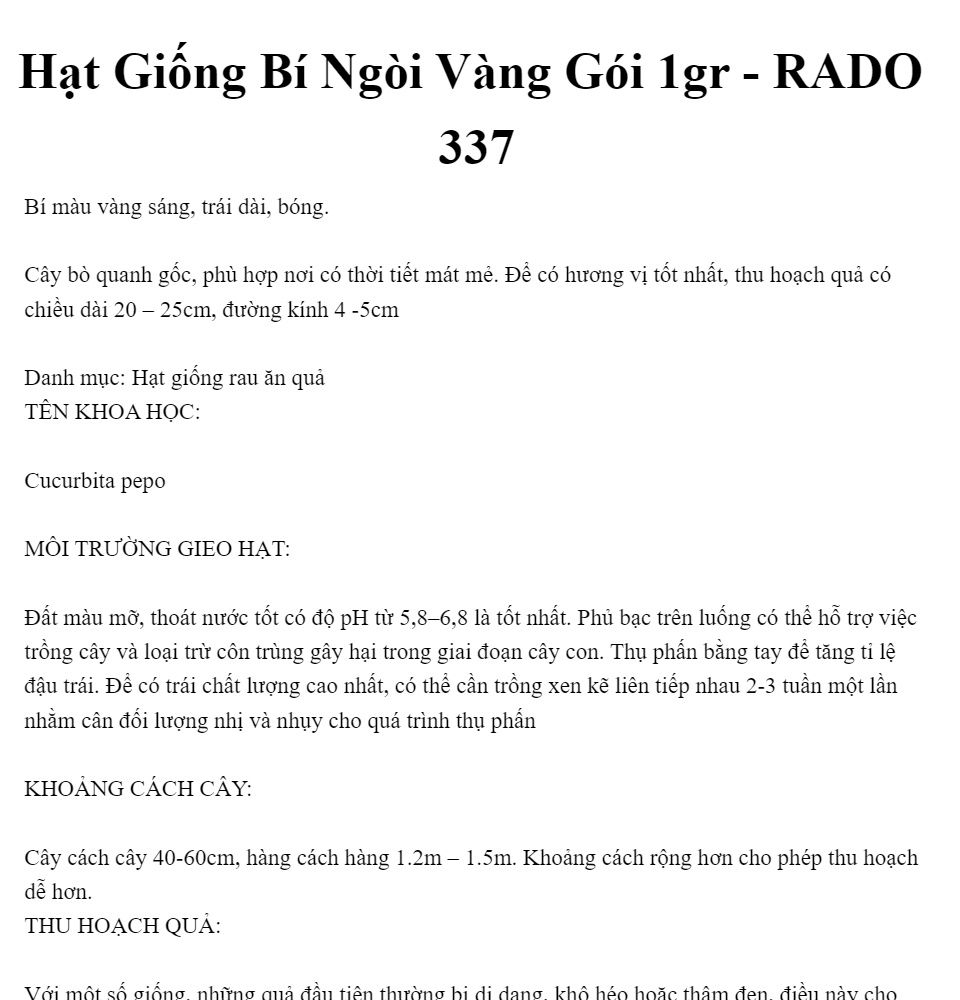 Hạt Giống Bí Ngòi Vàng Gói 1gr - RADO
337
Bí màu vàng sáng, trái dài, bóng.
Cây bò quanh gốc, phù hợp nơi có thời tiết mát mẻ. Để có hương vị tốt nhất, thu hoạch quả có
chiều dài 20 – 25cm, đường kính 4 -5cm
Danh mục: Hạt giống rau ăn quả
TÊN KHOA HỌC:
Cucurbita pepo
MÔI TRƯỜNG GIEO HẠT:
Đất màu mỡ, thoát nước tốt có độ pH từ 5,8–6,8 là tốt nhất. Phủ bạc trên luống có thể hỗ trợ việc
trồng cây và loại trừ côn trùng gây hại trong giai đoạn cây con. Thụ phấn bằng tay để tăng tỉ lệ
đậu trái. Để có trái chất lượng cao nhất, có thể cần trồng xen kẽ liên tiếp nhau 2-3 tuần một lần
nhằm cân đối lượng nhị và nhụy cho quá trình thụ phấn
KHOẢNG CÁCH CÂY:
Cây cách cây 40-60cm, hàng cách hàng 1.2m – 1.5m. Khoảng cách rộng hơn cho phép thu hoạch
dễ hơn.
THU HOẠCH QUẢ:
Với một số giống, những quả đầu tiên thường bị dị dạng, khô héo hoặc thâm đen, điều này cho